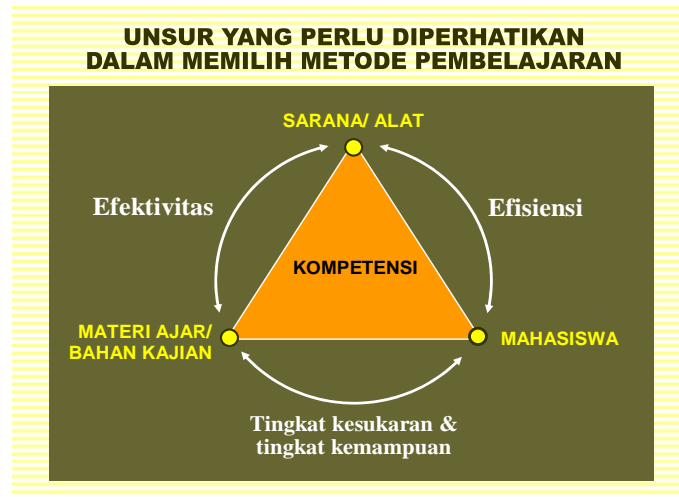 UNSUR YANG PERLU DIPERHATIKAN
DALAM MEMILIH METODE PEMBELAJARAN
SARANA/ ALAT
Efektivitas
Efisiensi
KOMPETENSI
MATERI AJAR/
BAHAN KAJIAN
MAHASISWA
Tingkat kesukaran &
tingkat kemampuan